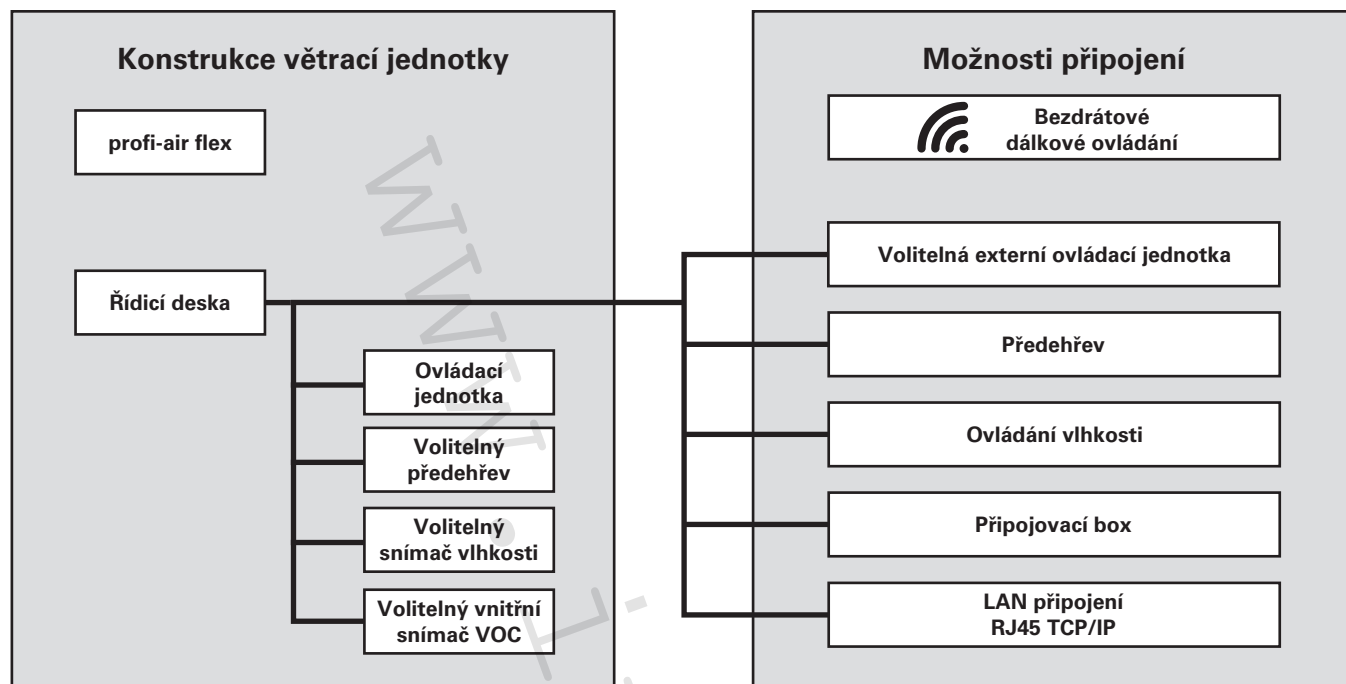 Konstrukce větrací jednotky
profi-air flex
Řídicí deska
Ovládací
jednotka
Volitelný
předehřev
Volitelný
snímač vlhkosti
Volitelný vnitřní
snímač VOC
Možnosti připojení
Bezdrátové
dálkové ovládání
Volitelná externí ovládací jednotka
Předehřev
Ovládání vlhkosti
Připojovací box
LAN připojení
RJ45 TCP/IP
www.